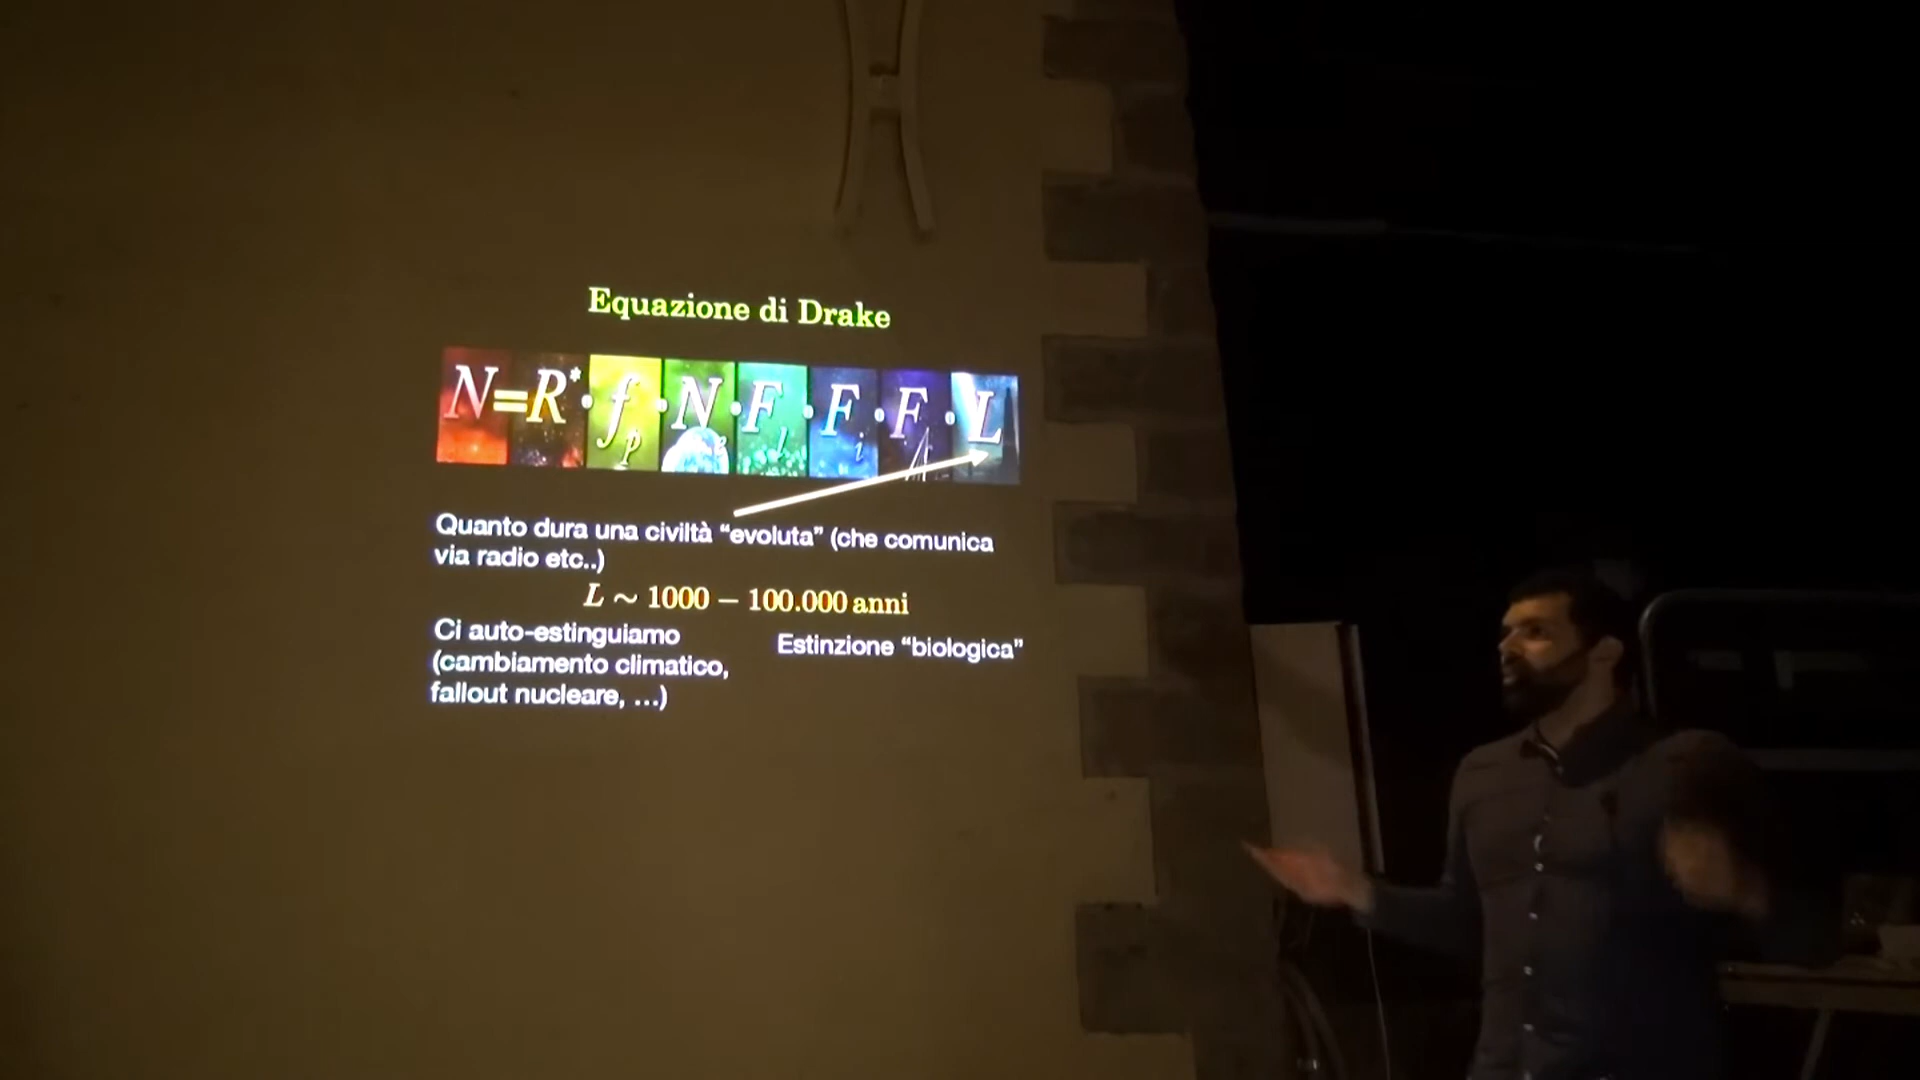 Equazione di Drake
N=R*·fp·Ne·Fl·Fi·F·L
Quanto dura una civiltà “evoluta” (che comunica
via radio etc..)
L ∼ 1000 – 100.000 anni
Ci auto-estinguiamo
(cambiamento climatico,
fallout nucleare, ...)
Estinzione “biologica”